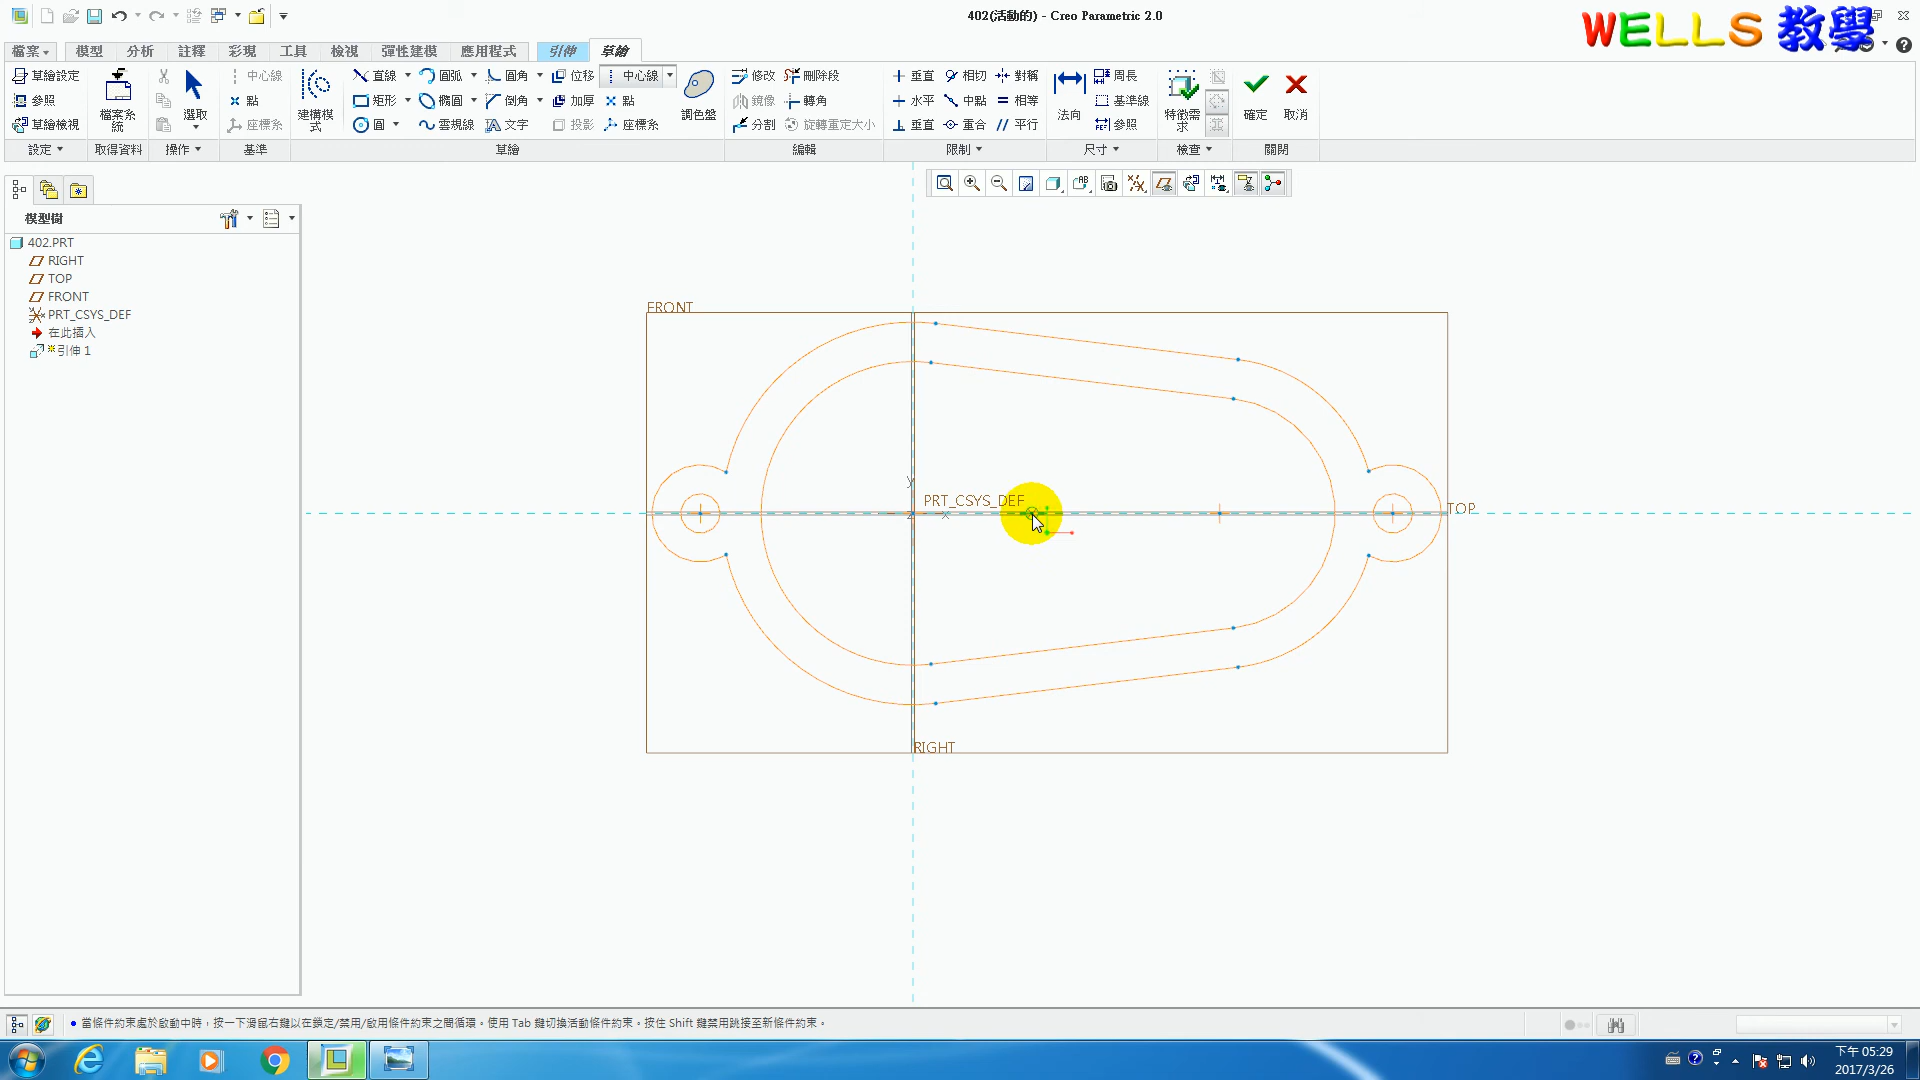 402(活動的) - Creo Parametric 2.0
WELLS 教學
檔案 模型 分析 註釋 彩現 工具 檢視 彈性建模 應用程式 引伸 草繪
草繪設定 中心線 直線 圓弧 圓角 位移 中心線 修改 刪除段 垂直 相切 對稱 周長
參照 點 矩形 橢圓 倒角 加厚 點 鏡像 轉角 水平 中點 相等 基準線
草繪檢視 座標系 圓 雲規線 文字 投影 座標系 分割 旋轉重定大小 垂直 重合 平行 參照
檔案系統 選取 建構模式 調色盤 法向 特徵需求 確定 取消
設定 取得資料 操作 基準 草繪 編輯 限制 尺寸 檢查 關閉
模型樹
402.PRT
RIGHT
TOP
FRONT
PRT_CSYS_DEF
在此插入
引伸 1
FRONT
y
PRT_CSYS_DEF
z
x
TOP
RIGHT
當條件約束處於啟動中時，按一下滑鼠右鍵以在鎖定/禁用/啟用條件約束之間循環。使用 Tab 鍵切換活動條件約束。按住 Shift 鍵禁用跳接至新條件約束。
下午 05:29
2017/3/26